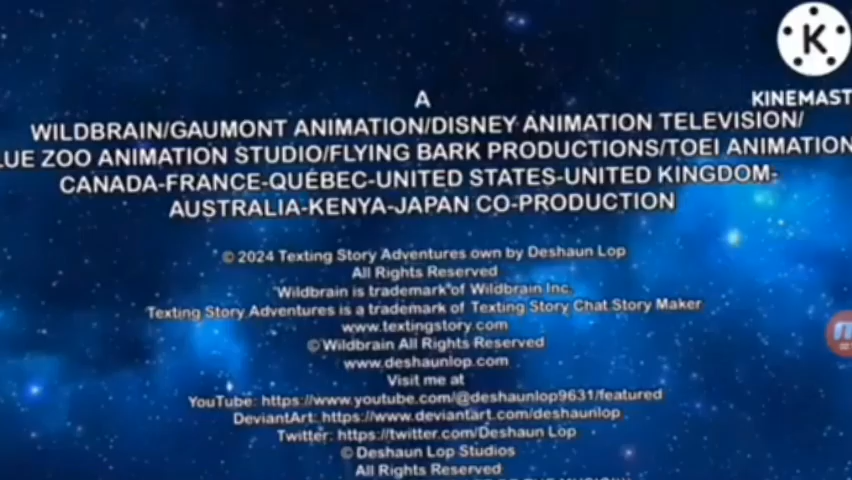 K
KINEMAST
A
WILDBRAIN/GAUMONT ANIMATION/DISNEY ANIMATION TELEVISION/
LUE ZOO ANIMATION STUDIO/FLYING BARK PRODUCTIONS/TOEI ANIMATION
CANADA-FRANCE-QUÉBEC-UNITED STATES-UNITED KINGDOM-
AUSTRALIA-KENYA-JAPAN CO-PRODUCTION
© 2024 Texting Story Adventures own by Deshaun Lop
All Rights Reserved
Wildbrain is trademark of Wildbrain Inc.
Texting Story Adventures is a trademark of Texting Story Chat Story Maker
www.textingstory.com
© Wildbrain All Rights Reserved
www.deshaunlop.com
Visit me at
YouTube: https://www.youtube.com/@deshaunlop9631/featured
DeviantArt: https://www.deviantart.com/deshaunlop
Twitter: https://twitter.com/Deshaun Lop
© Deshaun Lop Studios
All Rights Reserved